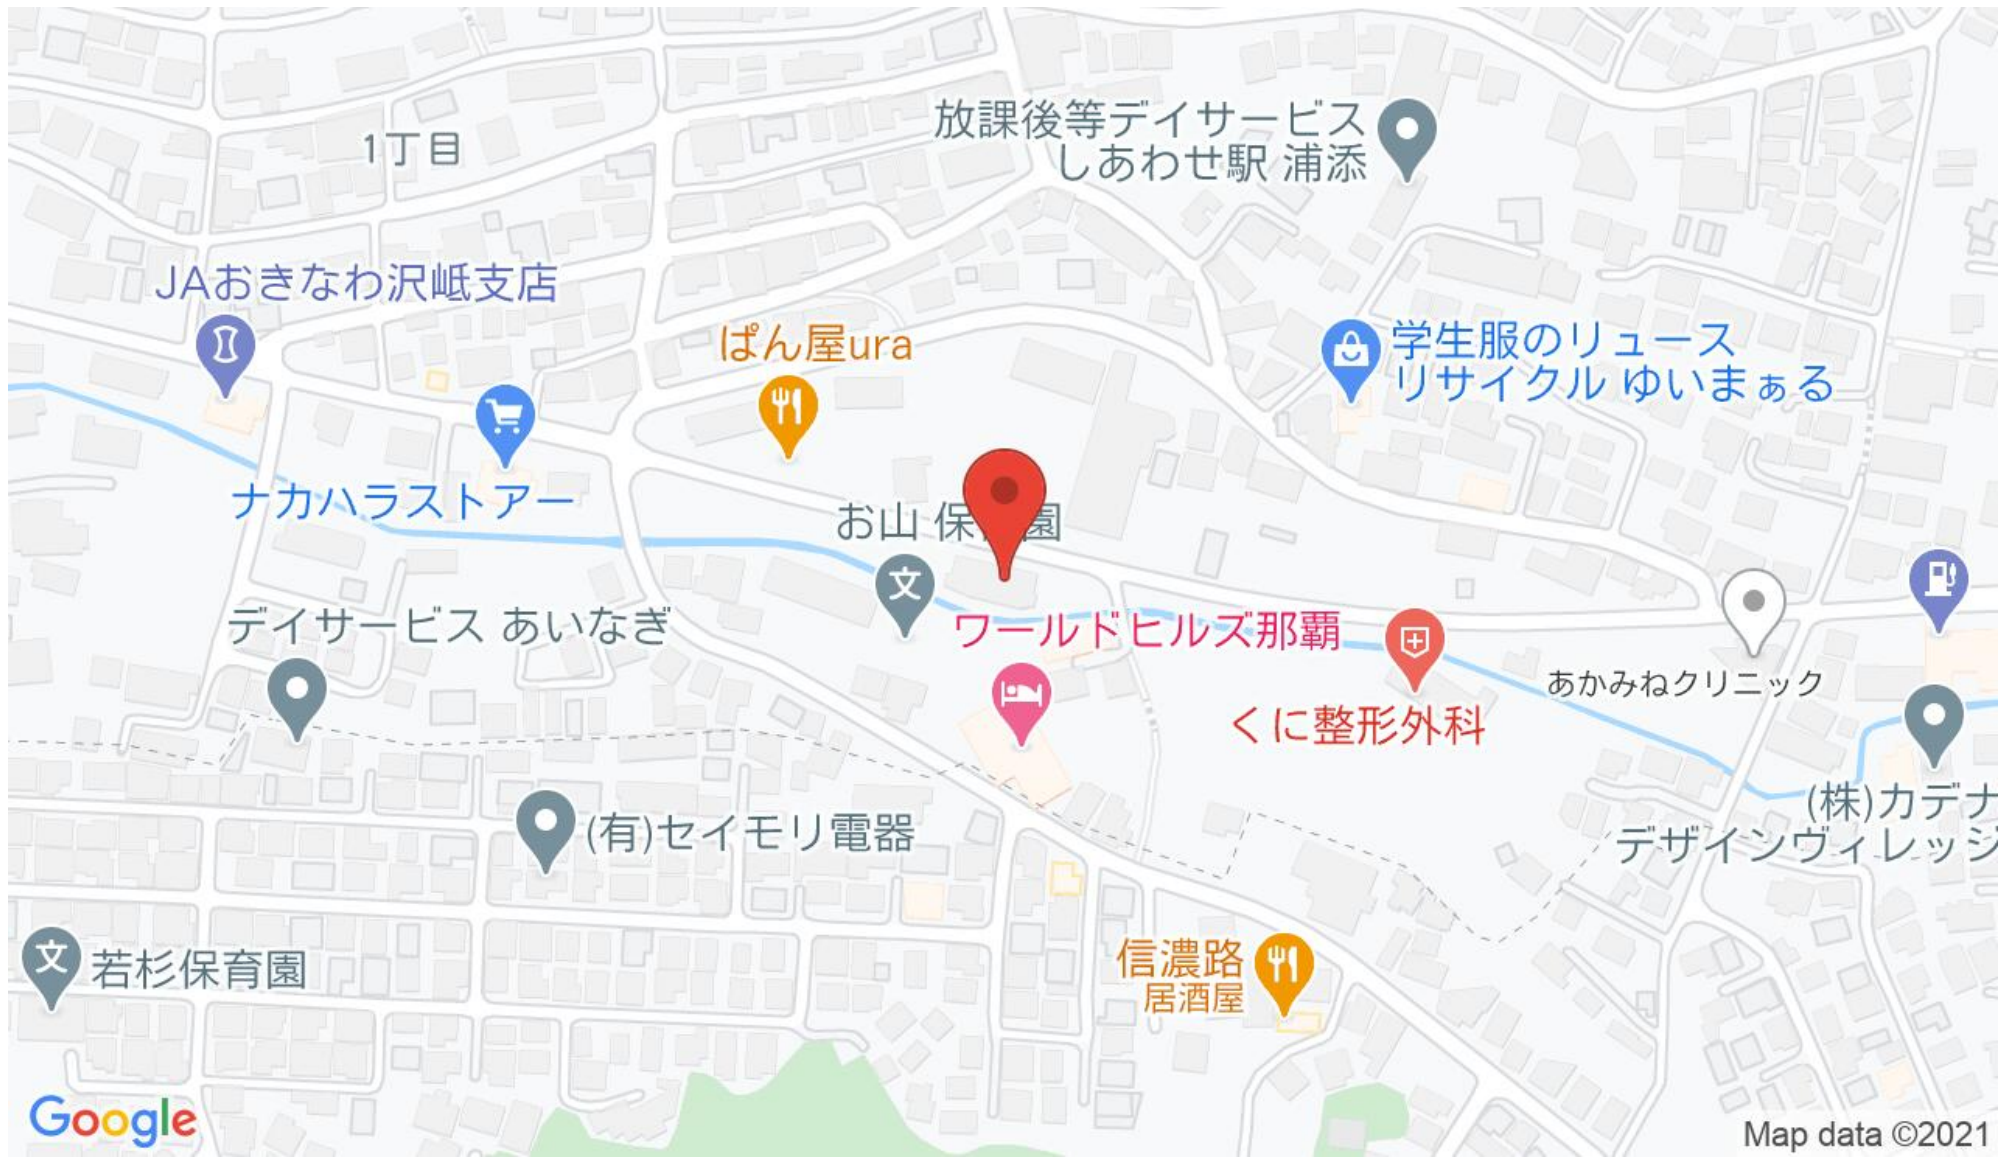 放課後等デイサービス
しあわせ駅 浦添
1丁目
JAおきなわ沢岻支店
ぱん屋ura
学生服のリユース
リサイクル ゆいまぁる
ナカハラストアー
お山 保 園
デイサービス あいなぎ
ワールドヒルズ那覇
あかみねクリニック
くに整形外科
(株)カデナ
デザインヴィレッジ
(有)セイモリ電器
若杉保育園
信濃路
居酒屋
Google
Map data ©2021
文
文